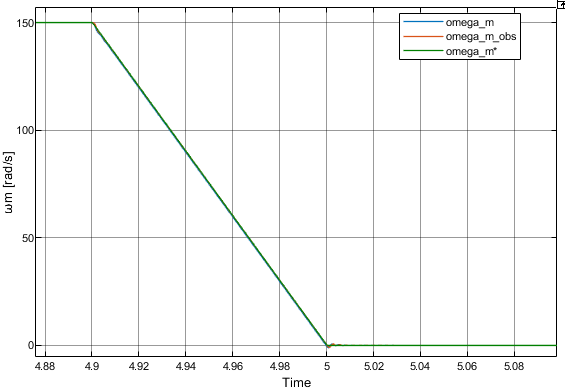 150
100
50
0
ωm [rad/s]
omega_m
omega_m_obs
omega_m*
4.88 4.9 4.92 4.94 4.96 4.98 5 5.02 5.04 5.06 5.08
Time